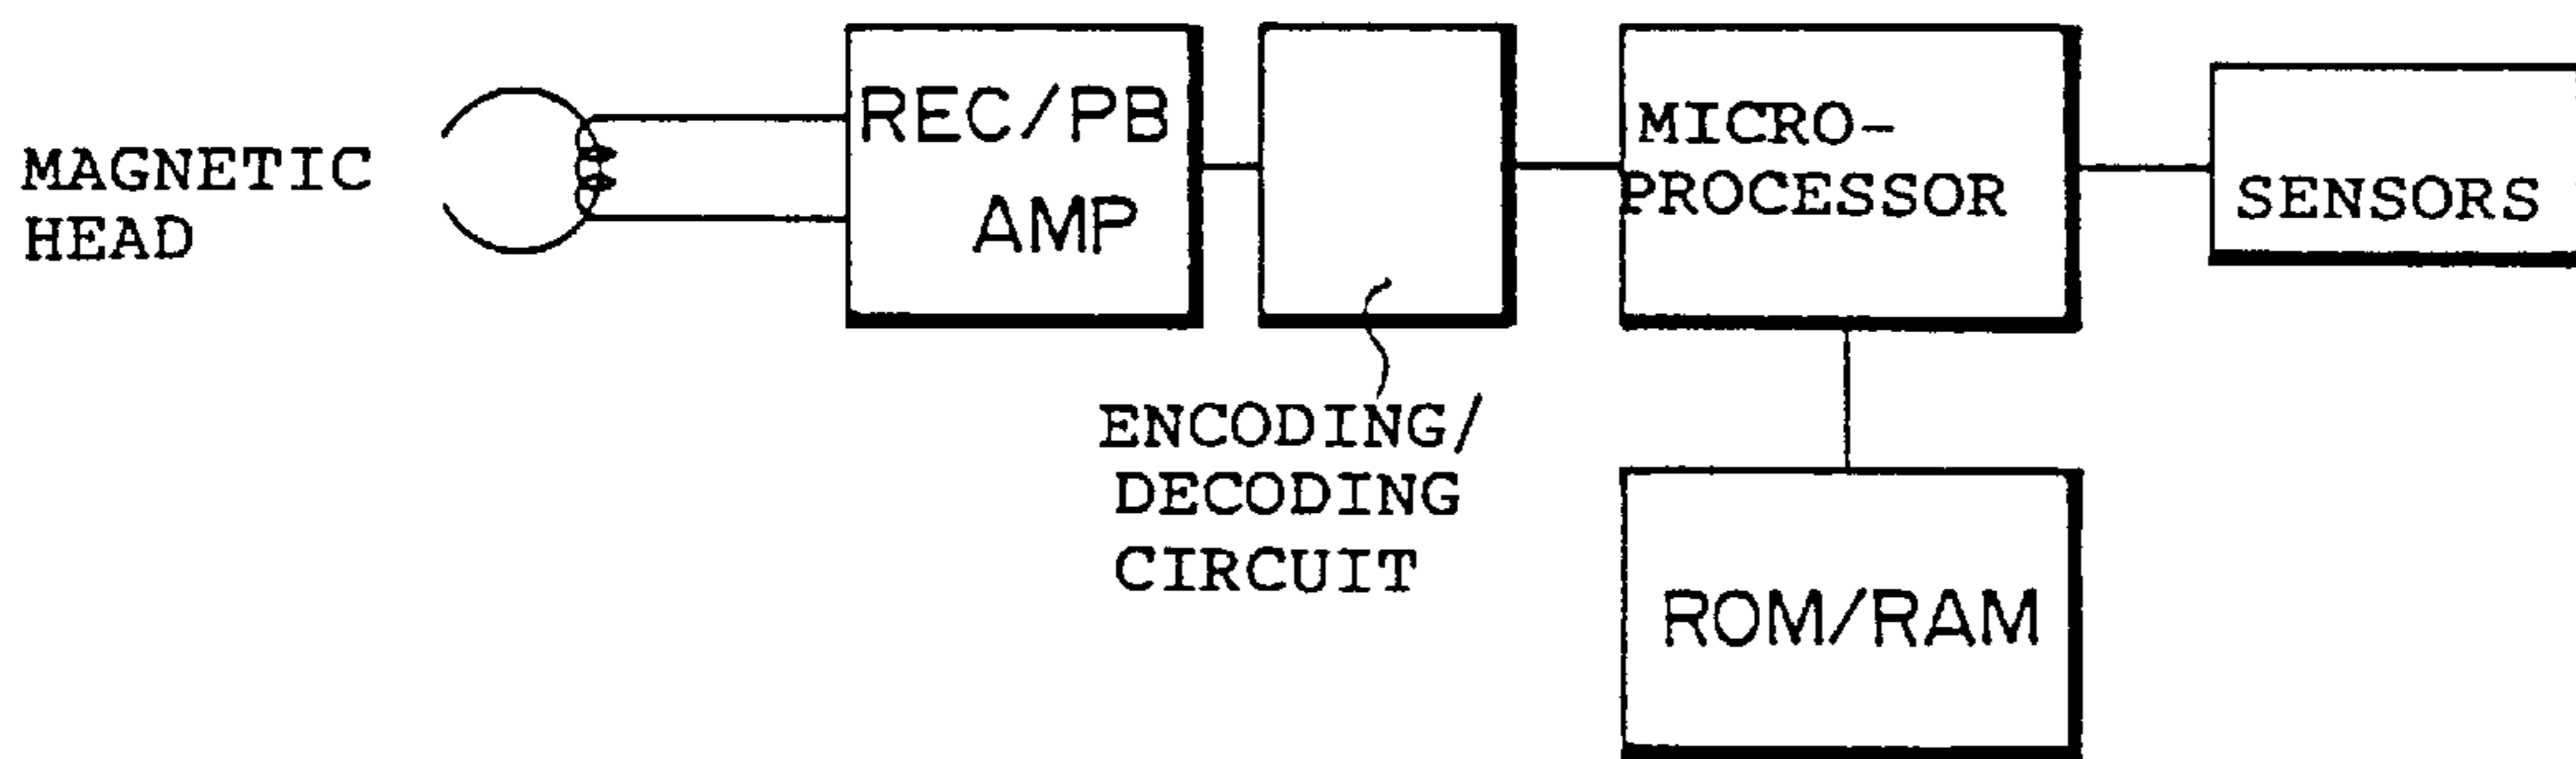 MAGNETIC
HEAD
REC/PB
AMP
ENCODING/
DECODING
CIRCUIT
MICRO-
PROCESSOR
SENSORS
ROM/RAM